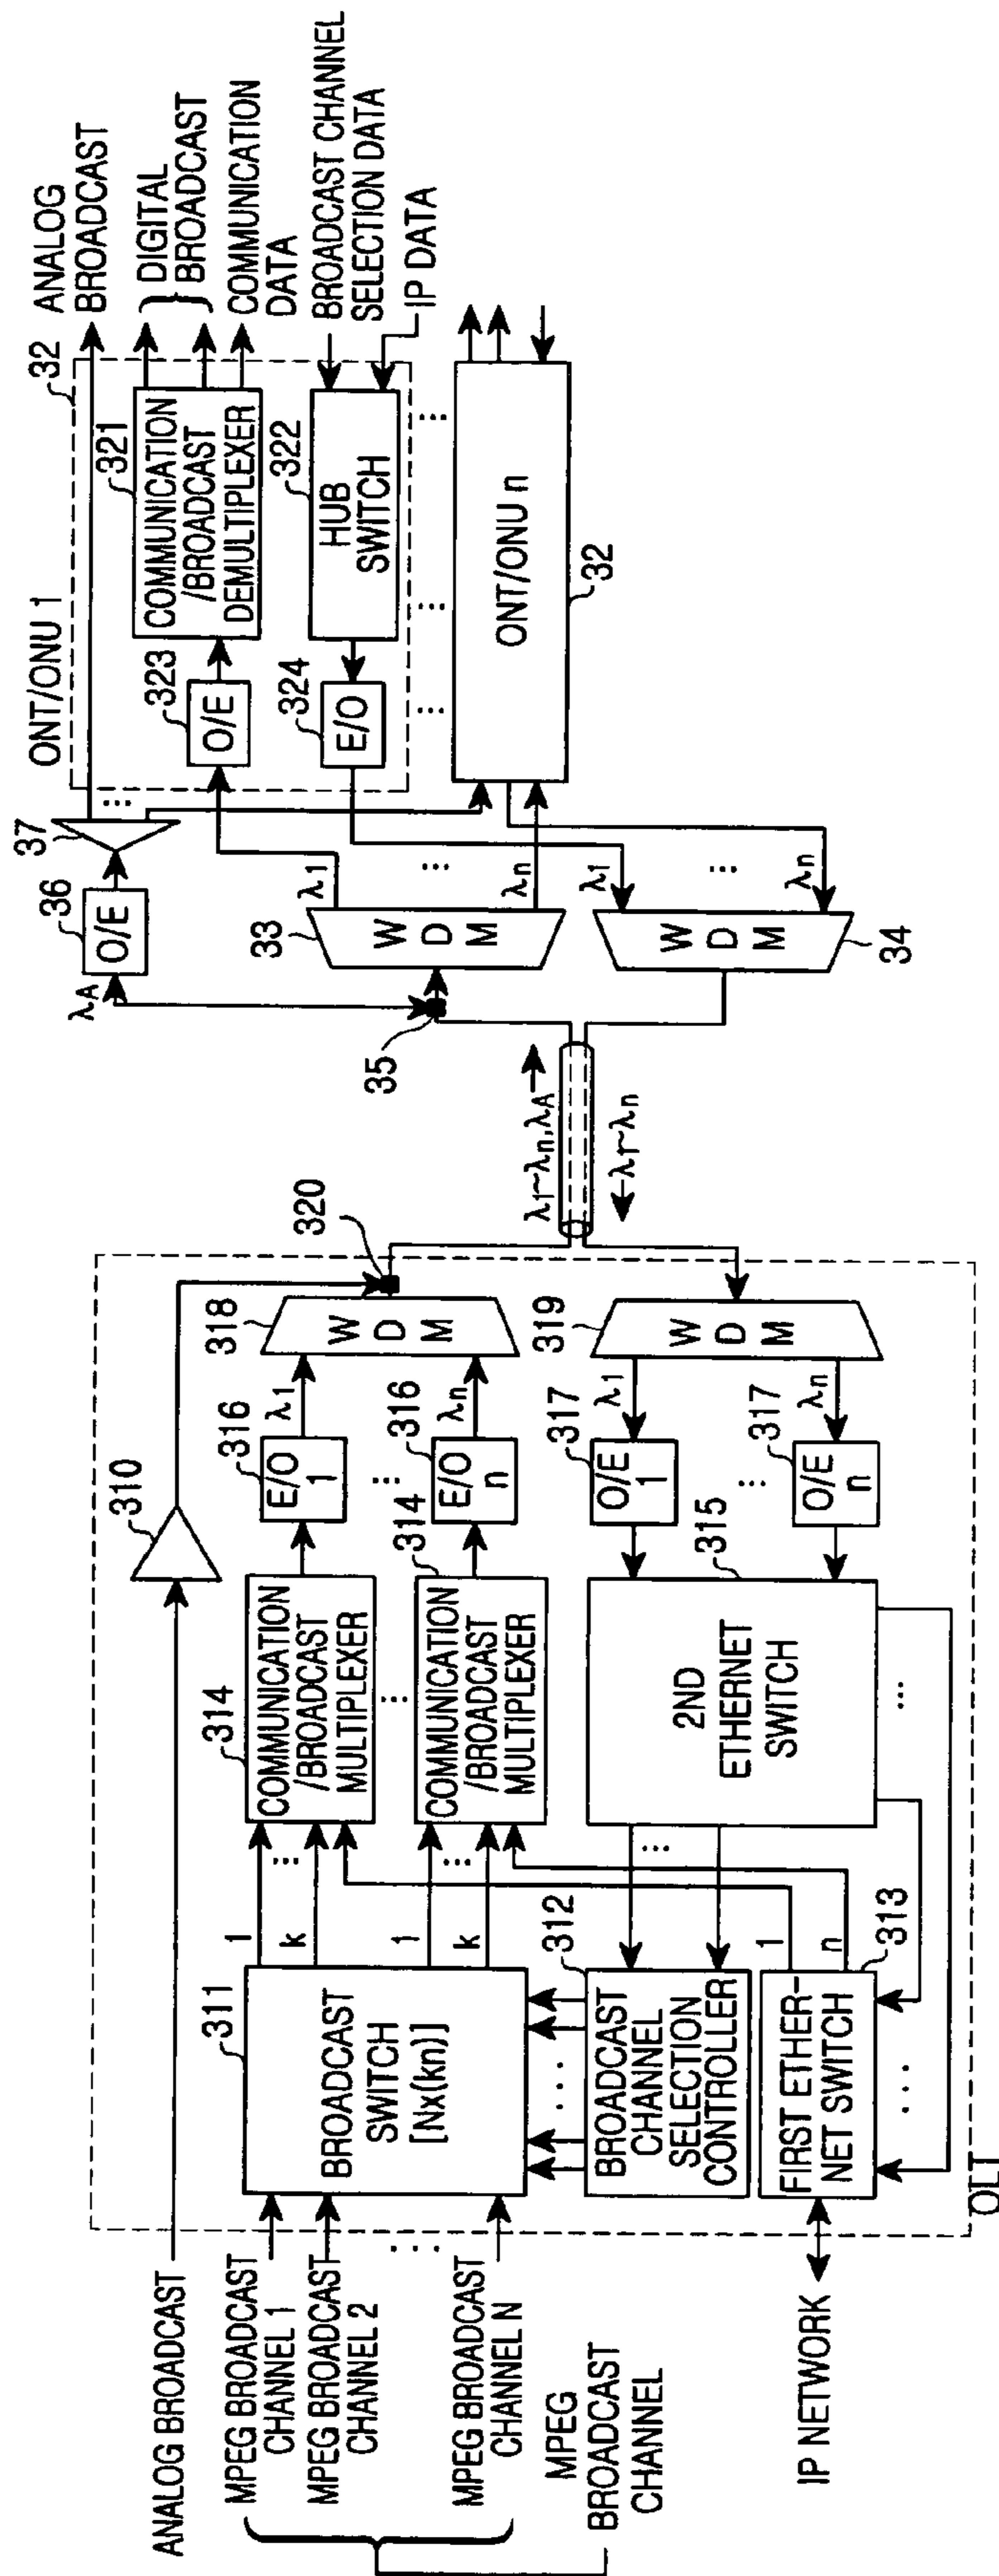 ANALOG BROADCAST
MPEG BROADCAST
CHANNEL 1
MPEG BROADCAST
CHANNEL 2
MPEG BROADCAST
CHANNEL N
MPEG
BROADCAST
CHANNEL
IP NETWORK
OLT
310
311
BROADCAST
SWITCH
[Nx(kn)]
1
k
1
k
312
BROADCAST
CHANNEL
SELECTION
CONTROLLER
FIRST ETHER-
NET SWITCH
313
1
n
314
COMMUNICATION
/BROADCAST
MULTIPLEXER
314
COMMUNICATION
/BROADCAST
MULTIPLEXER
315
2ND
ETHERNET
SWITCH
316
E/O
1
λ1
316
E/O
n
λn
317
O/E
1
λ1
317
O/E
n
λn
318
WDM
319
WDM
320
λ1~λn,λA
λ1~λn
35
λA
36
O/E
37
33
WDM
λ1
λn
34
WDM
λ1
λn
ONT/ONU 1
32
323
O/E
321
COMMUNICATION
/BROADCAST
DEMULTIPLEXER
324
E/O
322
HUB
SWITCH
ONT/ONU n
32
ANALOG
BROADCAST
DIGITAL
BROADCAST
COMMUNICATION
DATA
BROADCAST CHANNEL
SELECTION DATA
IP DATA